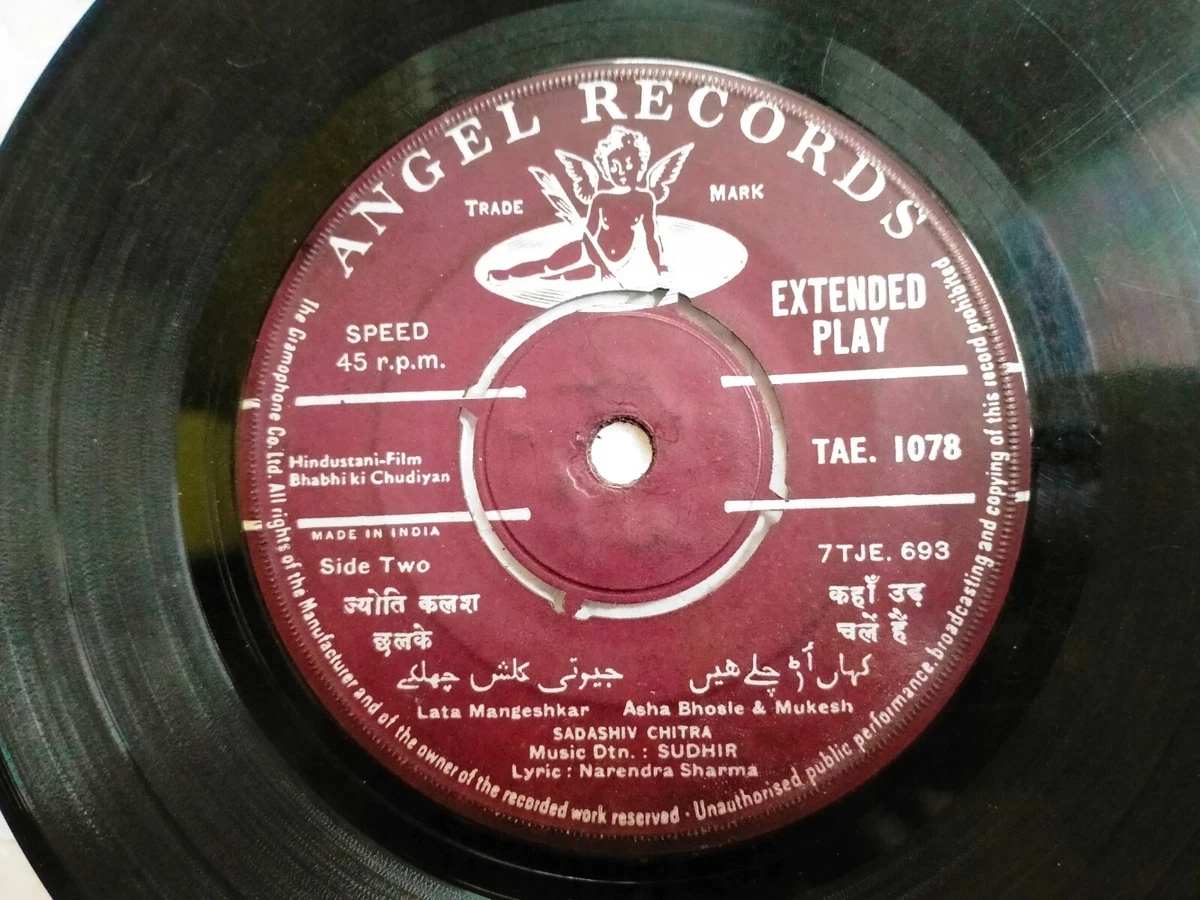 ANGEL RECORDS
TRADE MARK
EXTENDED
PLAY
SPEED
45 r.p.m.
TAE. 1078
Hindustani-Film
Bhabhi ki Chudiyan
MADE IN INDIA
Side Two
7TJE. 693
ज्योति कलश
छलके
कहाँ उड़
चलें हैं
جیوتی کلش چھلکے
کہاں اُڑ چلے ھیں
Lata Mangeshkar
Asha Bhosle & Mukesh
SADASHIV CHITRA
Music Dtn. : SUDHIR
Lyric : Narendra Sharma
The Gramophone Co. Ltd. All rights of the Manufacturer and of the owner of the recorded work reserved · Unauthorised public performance, broadcasting and copying of this record prohibited